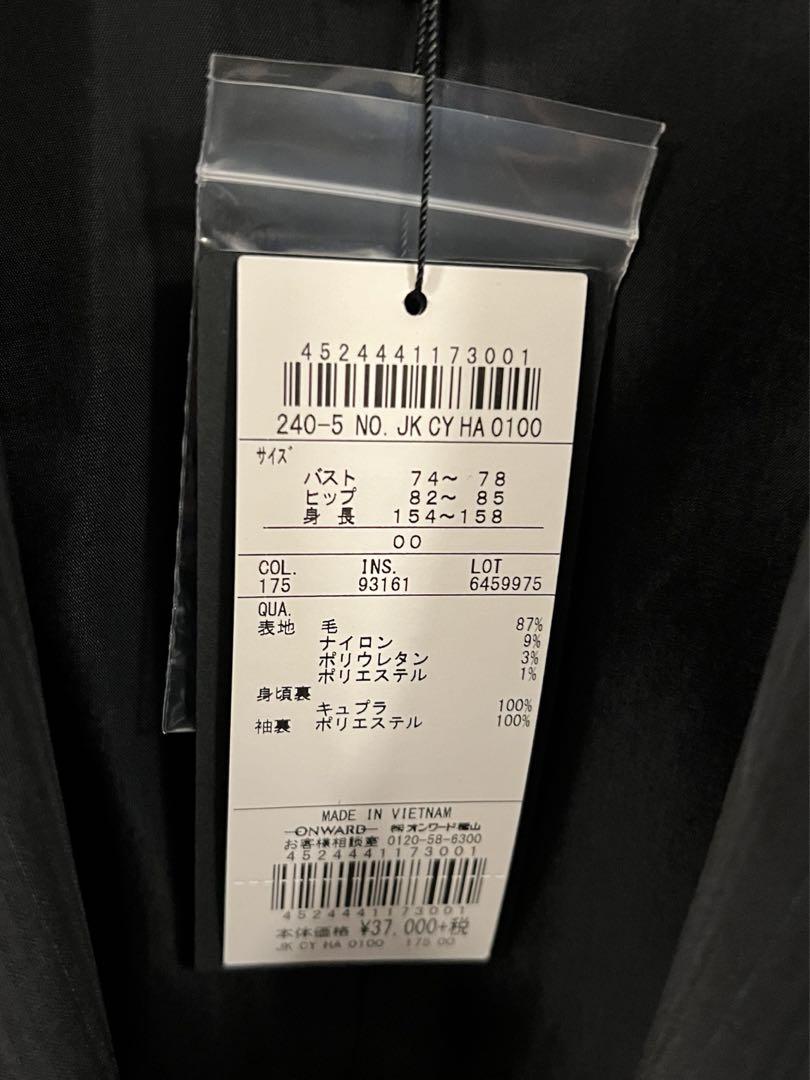 4524441173001
240-5 NO. JK CY HA 0100
サイズ
バスト 74～ 78
ヒップ 82～ 85
身 長 154～158
00
COL. INS. LOT
175 93161 6459975
QUA.
表地 毛 87%
ナイロン 9%
ポリウレタン 3%
ポリエステル 1%
身頃裏
キュプラ 100%
袖裏 ポリエステル 100%
MADE IN VIETNAM
ONWARD ㈱オンワード樫山
お客様相談室 0120-58-6300
4524441173001
4524441173001
本体価格 ¥37,000+税
JK CY HA 0100 175 00